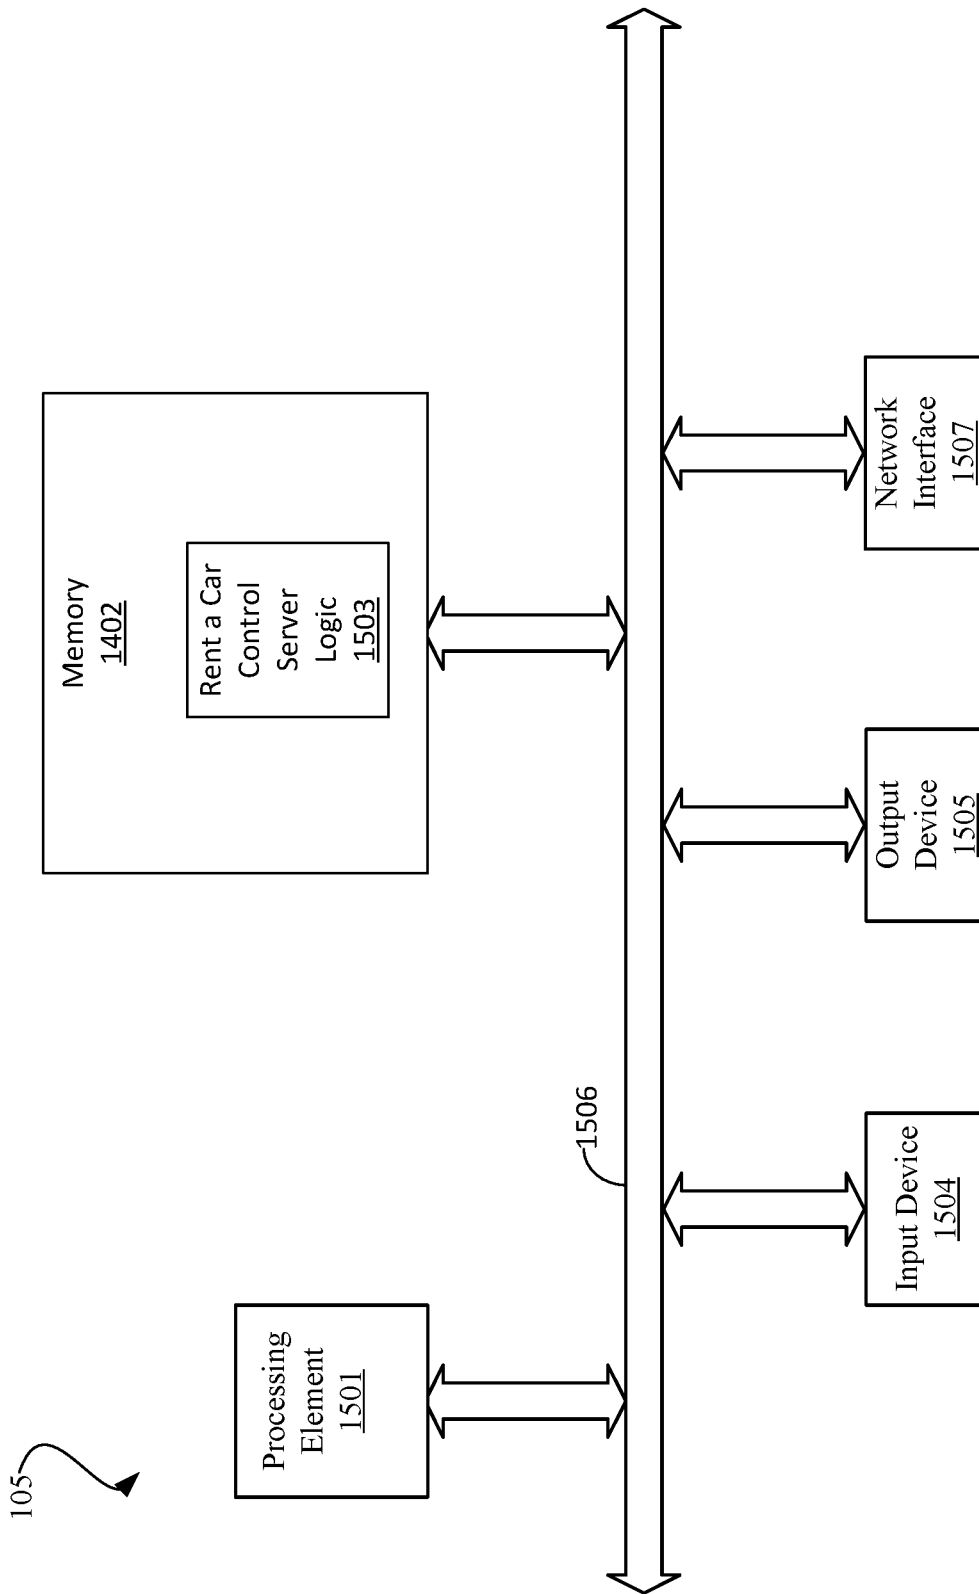 105
Processing
Element
1501
Memory
1402
Rent a Car
Control
Server
Logic
1503
1506
Input Device
1504
Output
Device
1505
Network
Interface
1507